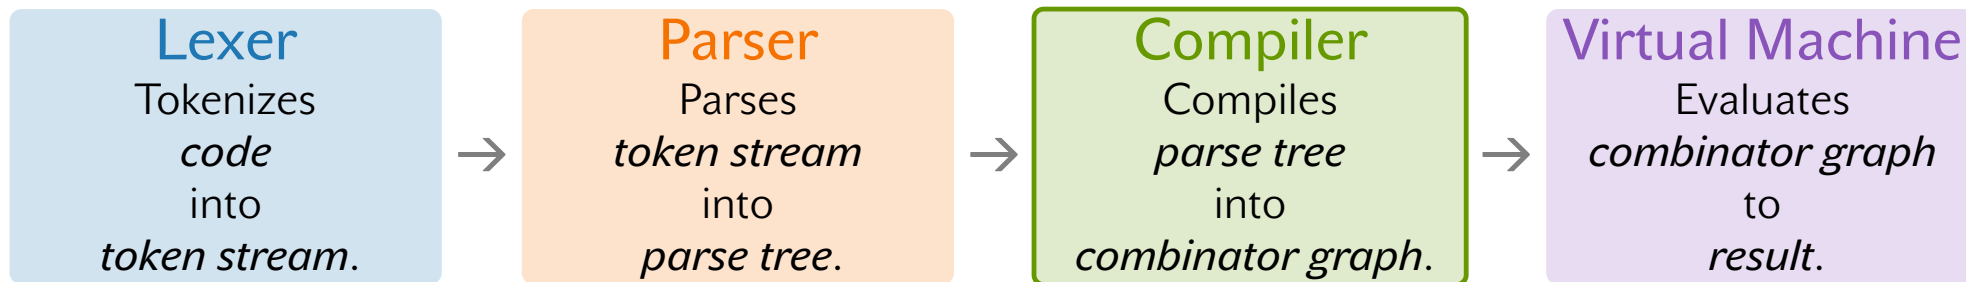 Lexer
Tokenizes
code
into
token stream.
→
Parser
Parses
token stream
into
parse tree.
→
Compiler
Compiles
parse tree
into
combinator graph.
→
Virtual Machine
Evaluates
combinator graph
to
result.